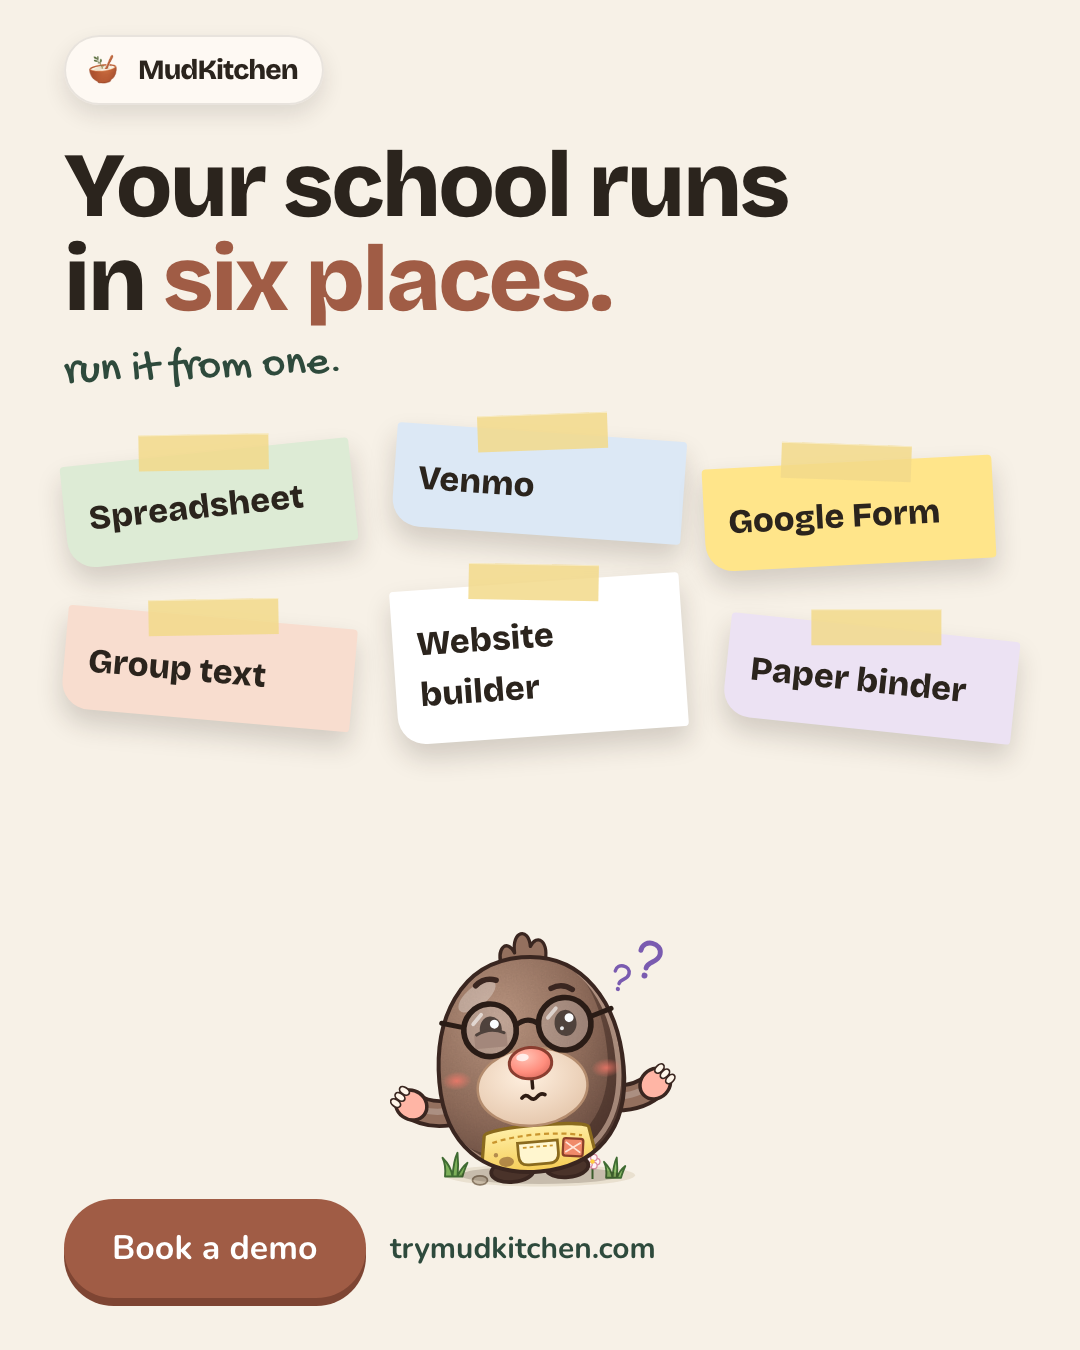 MudKitchen
Your school runs
in six places.
run it from one.
Spreadsheet
Venmo
Google Form
Group text
Website
builder
Paper binder
??
Book a demo
trymudkitchen.com